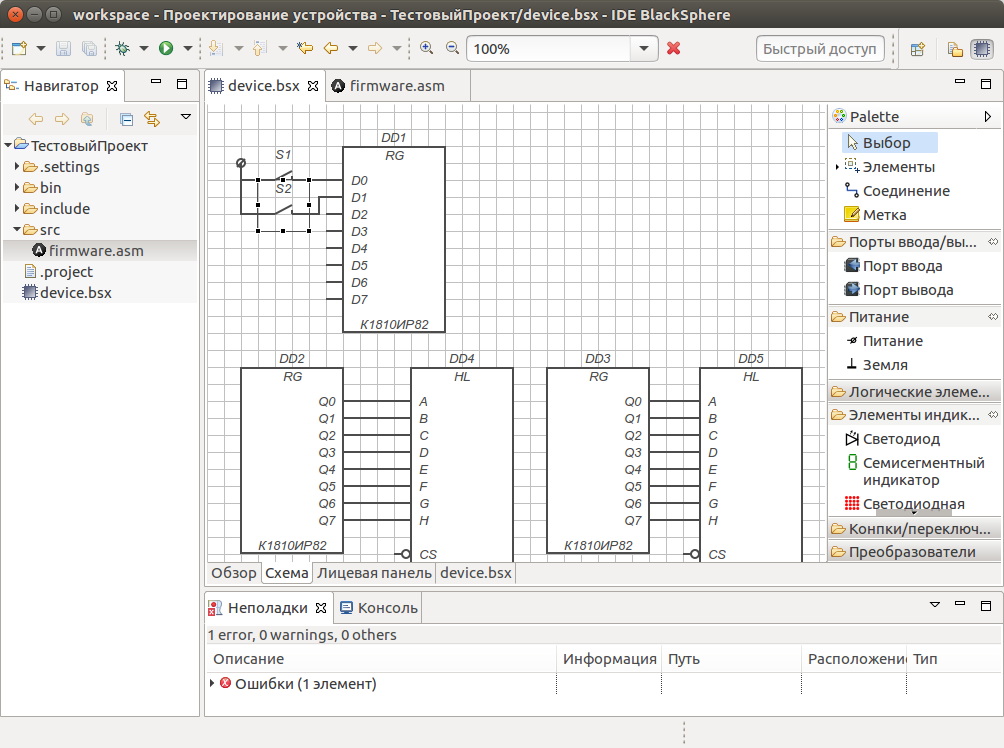 workspace - Проектирование устройства - ТестовыйПроект/device.bsx - IDE BlackSphere
100%
Быстрый доступ
Навигатор
ТестовыйПроект
.settings
bin
include
src
firmware.asm
.project
device.bsx
device.bsx
firmware.asm
DD1
RG
S1
S2
D0
D1
D2
D3
D4
D5
D6
D7
К1810ИР82
DD2
RG
Q0
Q1
Q2
Q3
Q4
Q5
Q6
Q7
К1810ИР82
DD4
HL
A
B
C
D
E
F
G
H
CS
DD3
RG
Q0
Q1
Q2
Q3
Q4
Q5
Q6
Q7
К1810ИР82
DD5
HL
A
B
C
D
E
F
G
H
CS
Palette
Выбор
Элементы
Соединение
Метка
Порты ввода/вы...
Порт ввода
Порт вывода
Питание
Питание
Земля
Логические элеме...
Элементы индик...
Светодиод
Семисегментный
индикатор
Светодиодная
Конпки/переключ...
Преобразователи
Обзор
Схема
Лицевая панель
device.bsx
Неполадки
Консоль
1 error, 0 warnings, 0 others
Описание
Информация
Путь
Расположени
Тип
Ошибки (1 элемент)